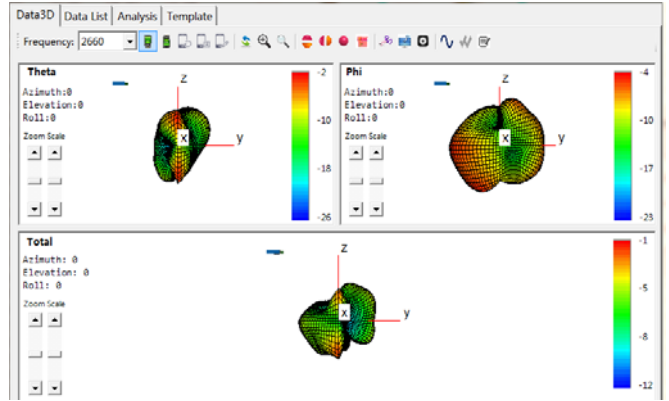 Data3D Data List Analysis Template
Frequency: 2660
Theta
Azimuth:0
Elevation:0
Roll:0
Zoom Scale
z
y
x
-2
-10
-18
-26
Phi
Azimuth:0
Elevation:0
Roll:0
Zoom Scale
z
y
x
-4
-10
-17
-23
Total
Azimuth: 0
Elevation: 0
Roll: 0
Zoom Scale
z
y
x
-1
-5
-8
-12